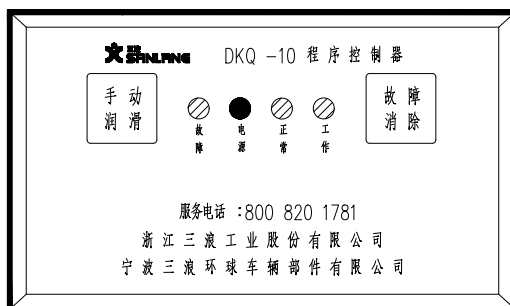 三浪 SANLANG DKQ -10 程序控制器
手动
润滑
故障
消除
故障
电源
正常
工作
服务电话 :800 820 1781
浙江三浪工业股份有限公司
宁波三浪环球车辆部件有限公司